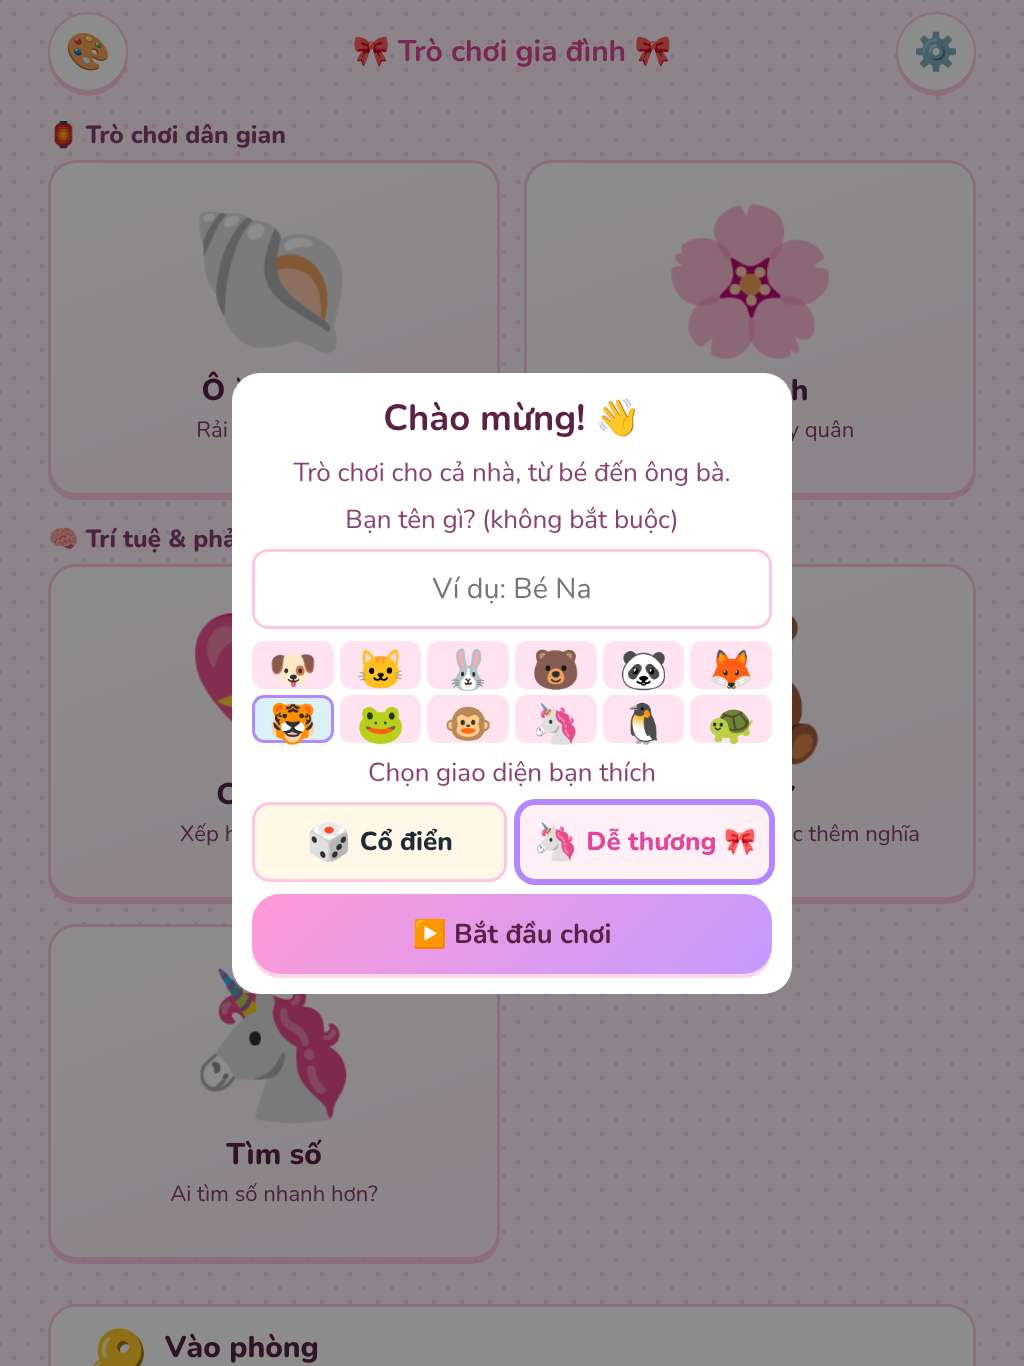 Trò chơi gia đình
Trò chơi dân gian
Ô
Rải
quân
Trí tuệ &
Chào mừng!
Trò chơi cho cả nhà, từ bé đến ông bà.
Bạn tên gì? (không bắt buộc)
Ví dụ: Bé Na
Chọn giao diện bạn thích
Cổ điển
Dễ thương
Bắt đầu chơi
Xếp
thêm nghĩa
Tìm số
Ai tìm số nhanh hơn?
Vào phòng